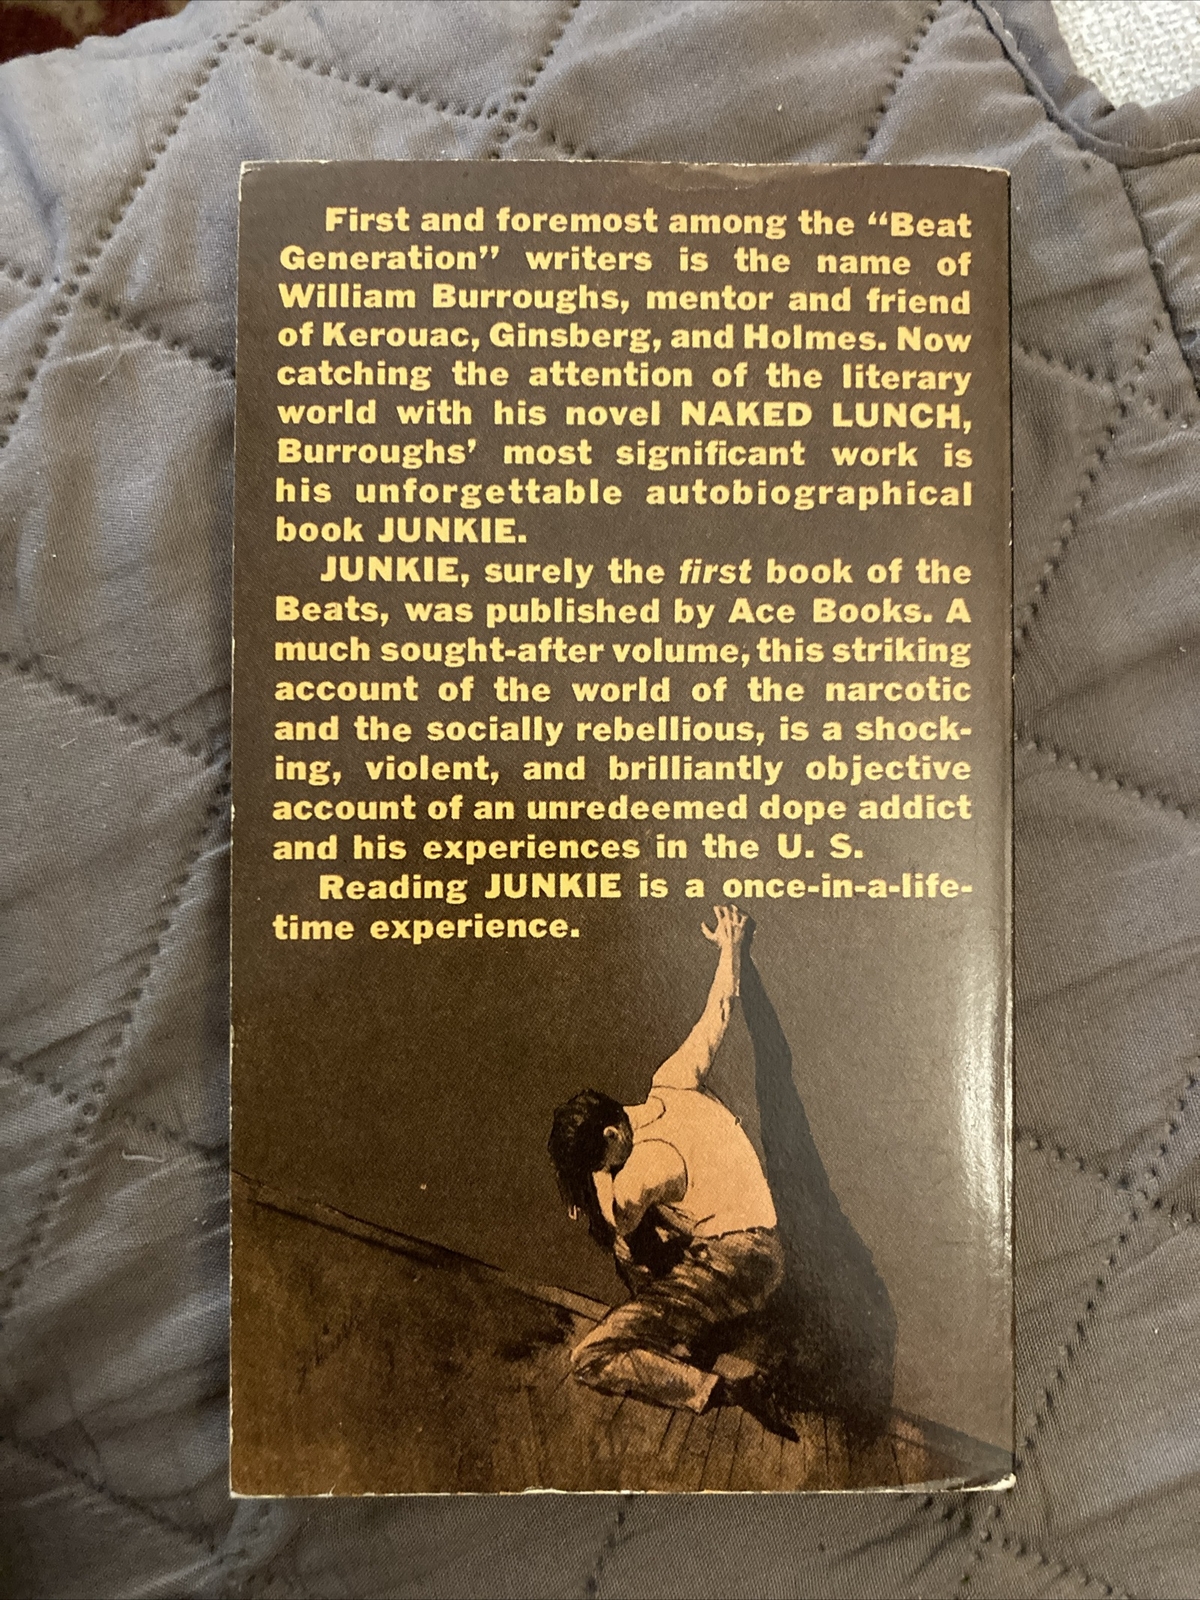 First and foremost among the “Beat
Generation” writers is the name of
William Burroughs, mentor and friend
of Kerouac, Ginsberg, and Holmes. Now
catching the attention of the literary
world with his novel NAKED LUNCH,
Burroughs’ most significant work is
his unforgettable autobiographical
book JUNKIE.
JUNKIE, surely the first book of the
Beats, was published by Ace Books. A
much sought-after volume, this striking
account of the world of the narcotic
and the socially rebellious, is a shock-
ing, violent, and brilliantly objective
account of an unredeemed dope addict
and his experiences in the U. S.
Reading JUNKIE is a once-in-a-life-
time experience.